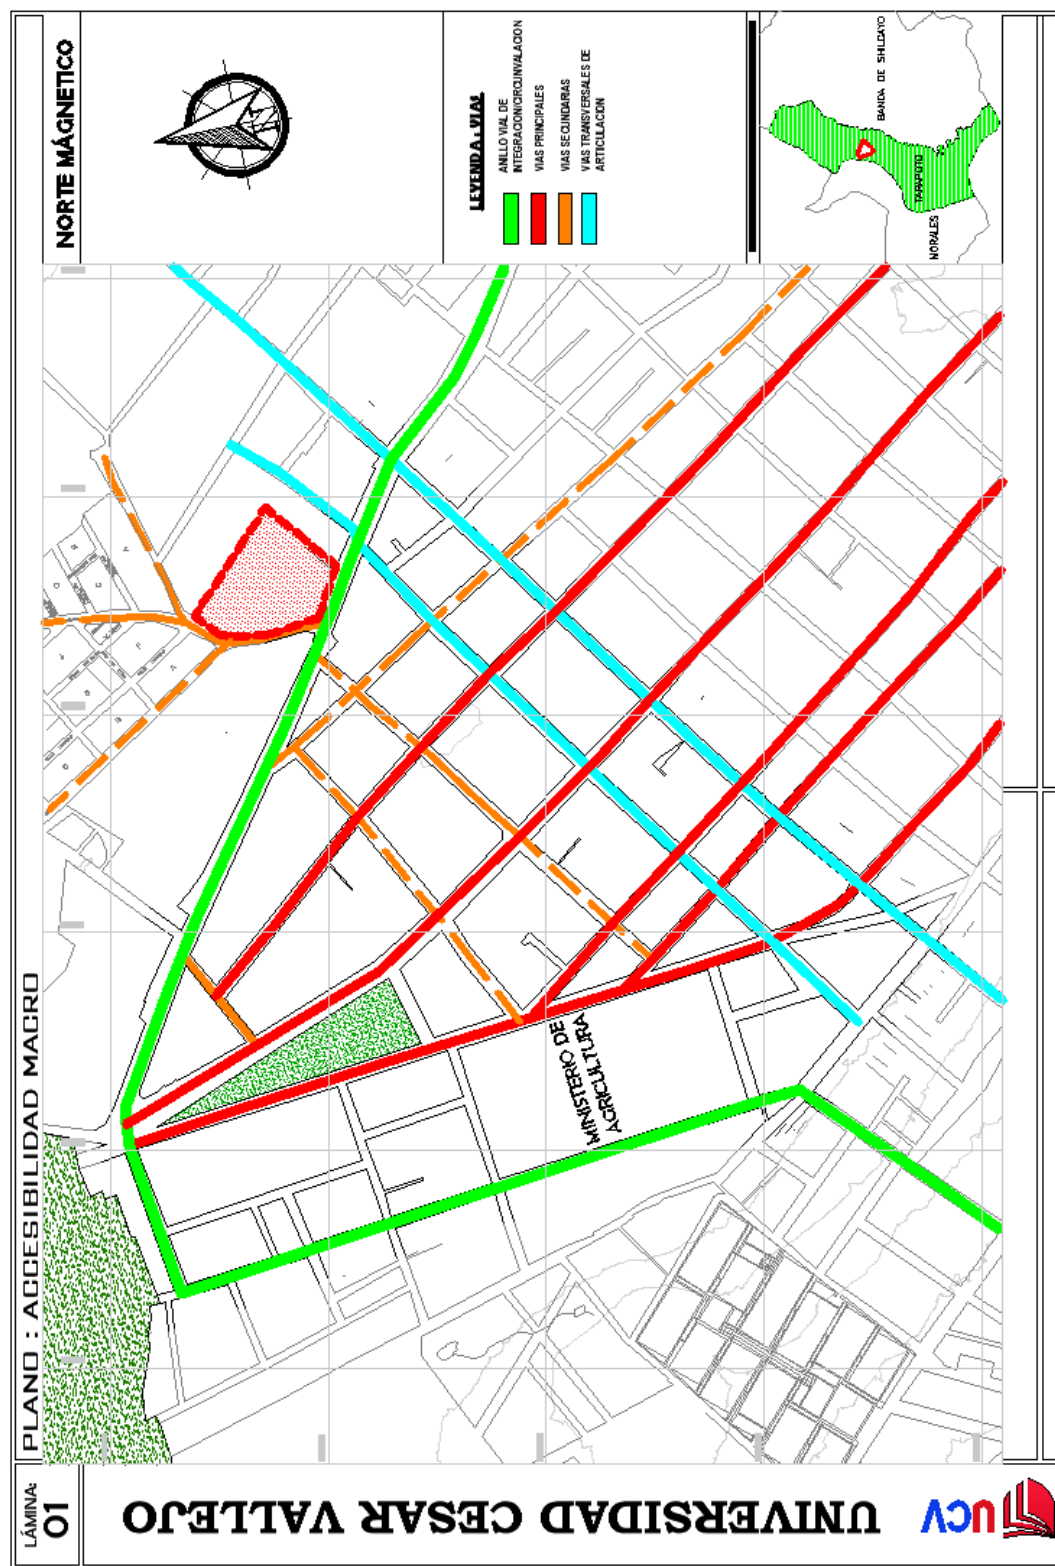 PLANO : ACCESIBILIDAD MACRO
NORTE MÁGNETICO
LEYENDA : VIAS
ANILLO VIAL DE
INTEGRACION/CIRCUNVALACION
VIAS PRINCIPALES
VIAS SECUNDARIAS
VIAS TRANSVERSALES DE
ARTICULACION
BANDA DE SHILCAYO
TARAPOTO
MORALES
MINISTERIO DE
AGRICULTURA
LÁMINA:
01
UNIVERSIDAD CESAR VALLEJO
UCV